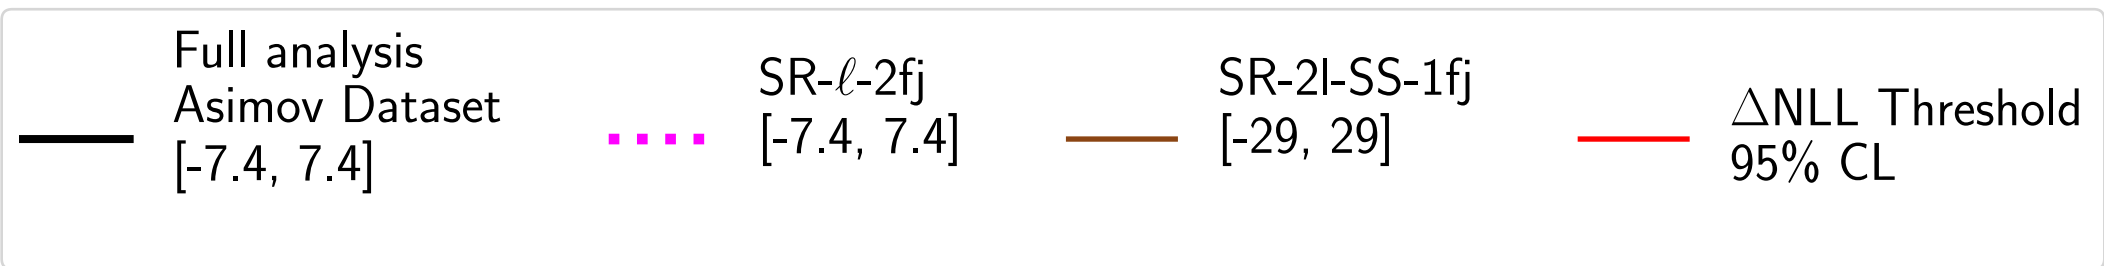 Full analysis
Asimov Dataset
[-7.4, 7.4]
SR-ℓ-2fj
[-7.4, 7.4]
SR-2l-SS-1fj
[-29, 29]
ΔNLL Threshold
95% CL